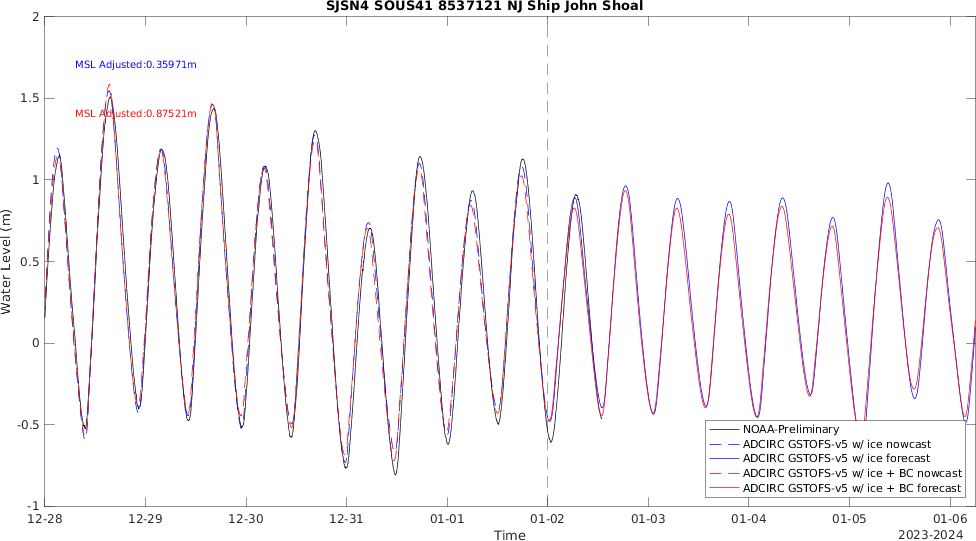 SJSN4 SOUS41 8537121 NJ Ship John Shoal
2
MSL Adjusted:0.35971m
1.5
MSL Adjusted:0.87521m
1
0.5
0
-0.5
-1
Water Level (m)
NOAA-Preliminary
ADCIRC GSTOFS-v5 w/ ice nowcast
ADCIRC GSTOFS-v5 w/ ice forecast
ADCIRC GSTOFS-v5 w/ ice + BC nowcast
ADCIRC GSTOFS-v5 w/ ice + BC forecast
12-28 12-29 12-30 12-31 01-01 01-02 01-03 01-04 01-05 01-06
Time
2023-2024